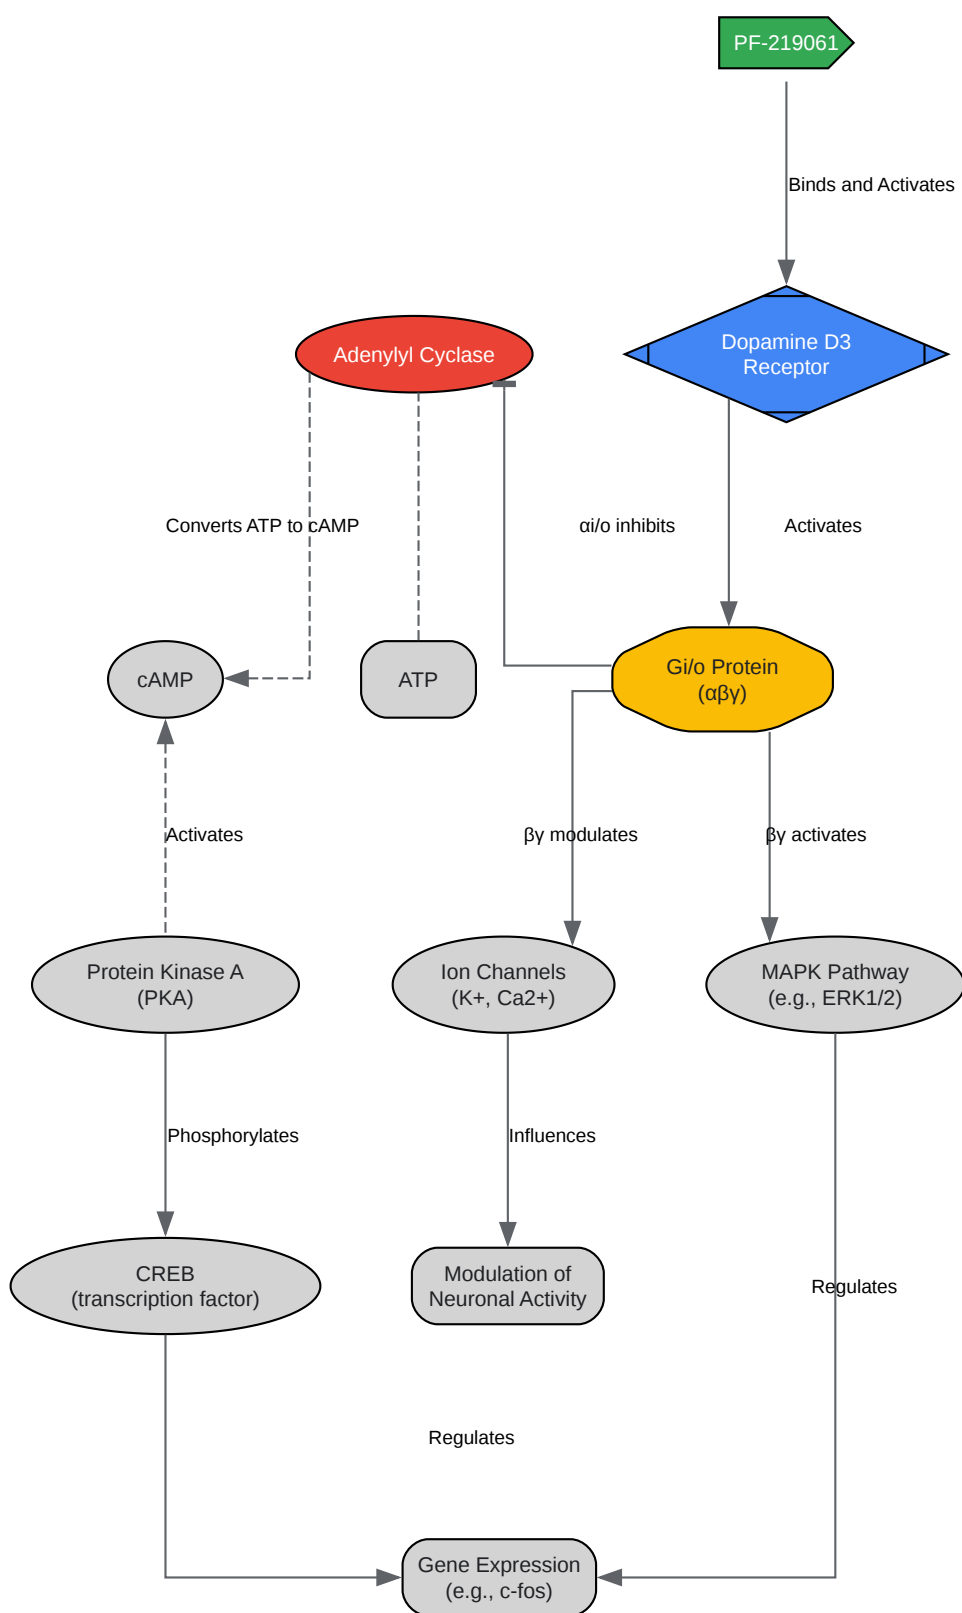 PF-219061
Binds and Activates
Adenylyl Cyclase
Dopamine D3
Receptor
Converts ATP to cAMP
αi/o inhibits
Activates
cAMP
ATP
Gi/o Protein
(αβγ)
Activates
βγ modulates
βγ activates
Protein Kinase A
(PKA)
Ion Channels
(K+, Ca2+)
MAPK Pathway
(e.g., ERK1/2)
Phosphorylates
Influences
CREB
(transcription factor)
Modulation of
Neuronal Activity
Regulates
Regulates
Gene Expression
(e.g., c-fos)